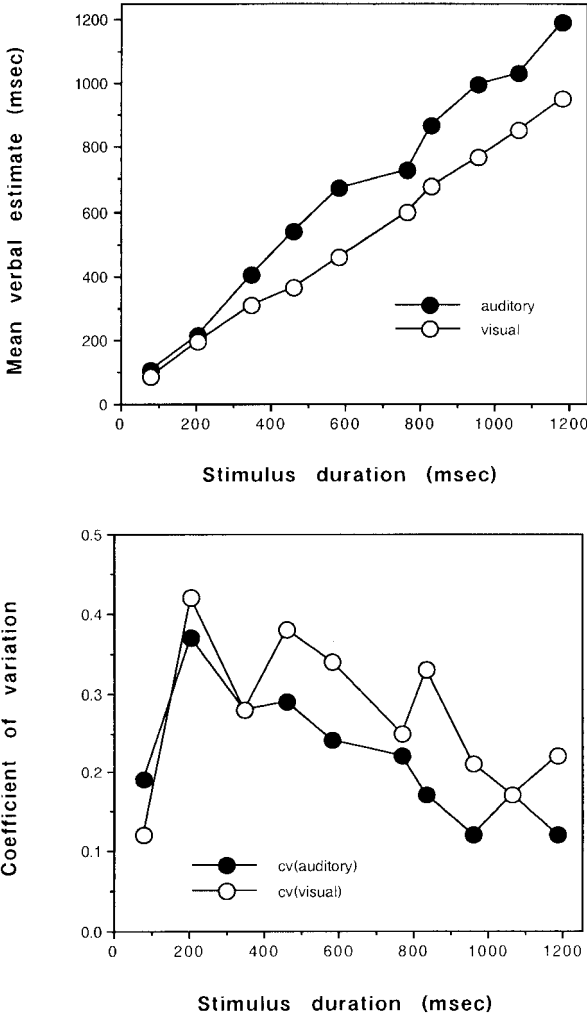 Mean verbal estimate (msec)
1200
1000
800
600
400
200
0
0 200 400 600 800 1000 1200
auditory
visual
Stimulus duration (msec)
Coefficient of variation
0.5
0.4
0.3
0.2
0.1
0.0
0 200 400 600 800 1000 1200
cv(auditory)
cv(visual)
Stimulus duration (msec)